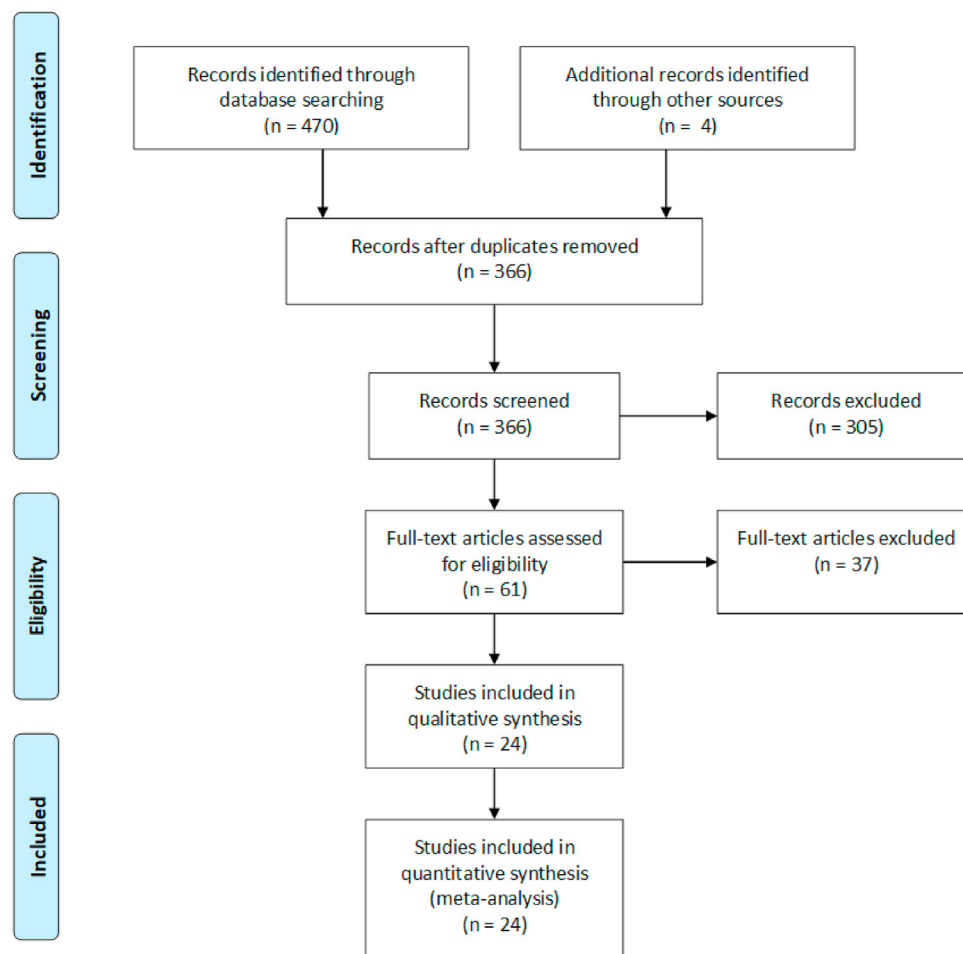 Identification
Records identified through
database searching
(n = 470)
Additional records identified
through other sources
(n = 4)
Records after duplicates removed
(n = 366)
Screening
Records screened
(n = 366)
Records excluded
(n = 305)
Eligibility
Full-text articles assessed
for eligibility
(n = 61)
Full-text articles excluded
(n = 37)
Studies included in
qualitative synthesis
(n = 24)
Included
Studies included in
quantitative synthesis
(meta-analysis)
(n = 24)